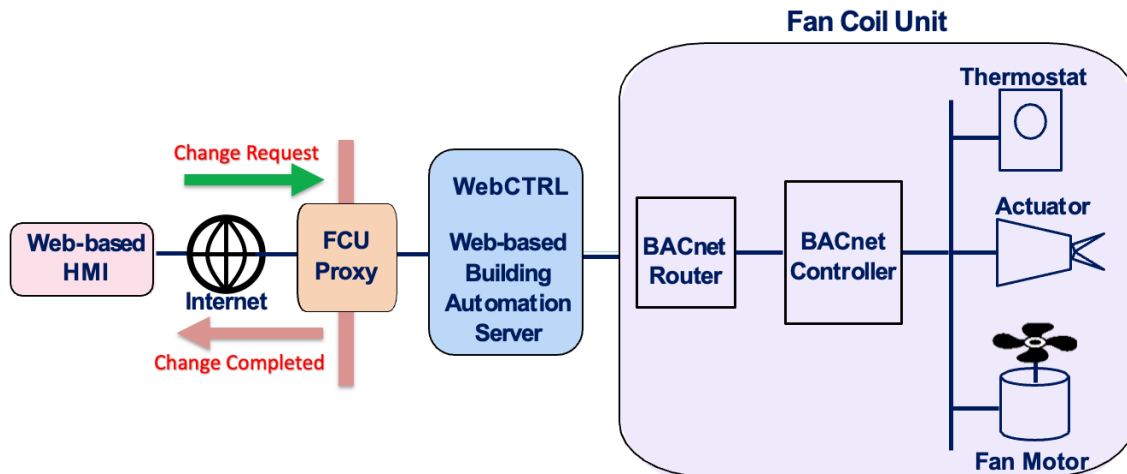 Fan Coil Unit
Thermostat
Change Request
WebCTRL
Web-based
Building
Automation
Server
Actuator
Web-based
HMI
Internet
FCU
Proxy
BACnet
Router
BACnet
Controller
Change Completed
Fan Motor